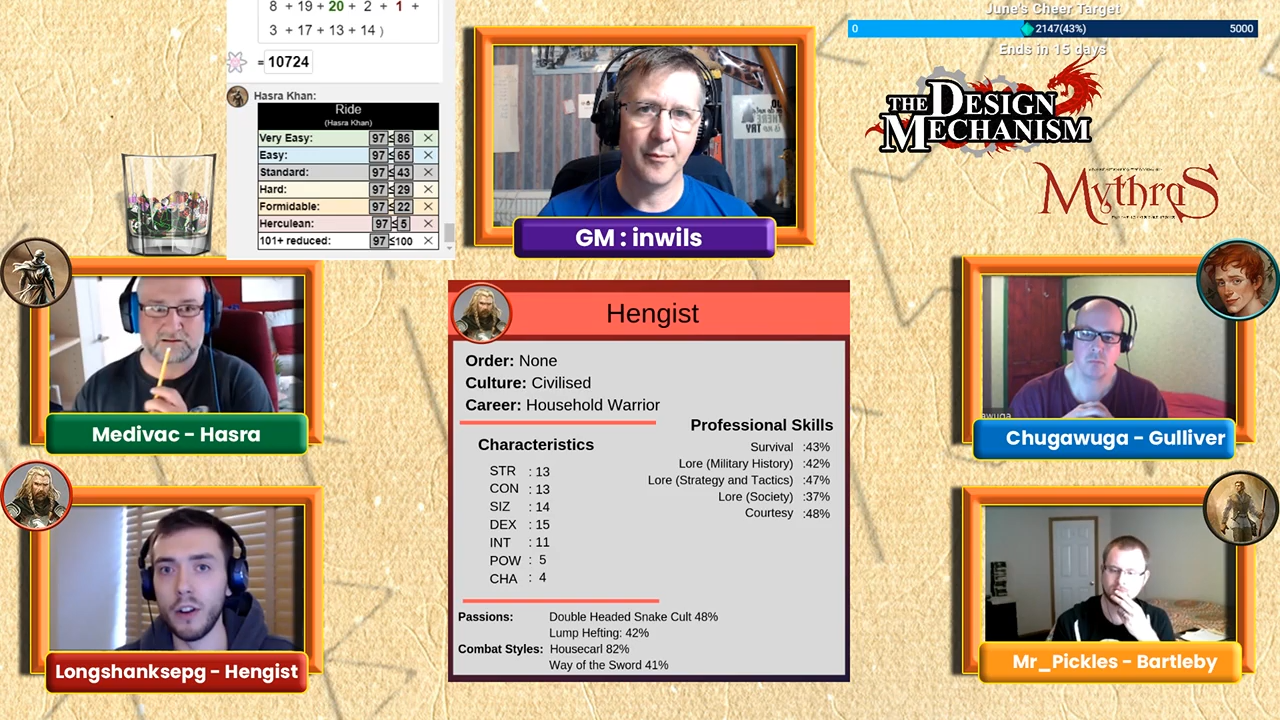 8 + 19 + 20 + 2 + 1 +
3 + 17 + 13 + 14 )
= 10724
Hasra Khan:
Ride
(Hasra Khan)
Very Easy: 97 ≤ 86 ✕
Easy: 97 ≤ 65 ✕
Standard: 97 ≤ 43 ✕
Hard: 97 ≤ 29 ✕
Formidable: 97 ≤ 22 ✕
Herculean: 97 ≤ 5 ✕
101+ reduced: 97 ≤100 ✕
GM : inwils
June's Cheer Target
0 2147(43%) 5000
Ends in 15 days
THE DESIGN
MECHANISM
MYTHRAS
Medivac - Hasra
Longshanksepg - Hengist
Hengist
Order: None
Culture: Civilised
Career: Household Warrior
Characteristics
STR : 13
CON : 13
SIZ : 14
DEX : 15
INT : 11
POW : 5
CHA : 4
Professional Skills
Survival :43%
Lore (Military History) :42%
Lore (Strategy and Tactics) :47%
Lore (Society) :37%
Courtesy :48%
Passions: Double Headed Snake Cult 48%
Lump Hefting: 42%
Combat Styles: Housecarl 82%
Way of the Sword 41%
awuga
Chugawuga - Gulliver
Mr_Pickles - Bartleby